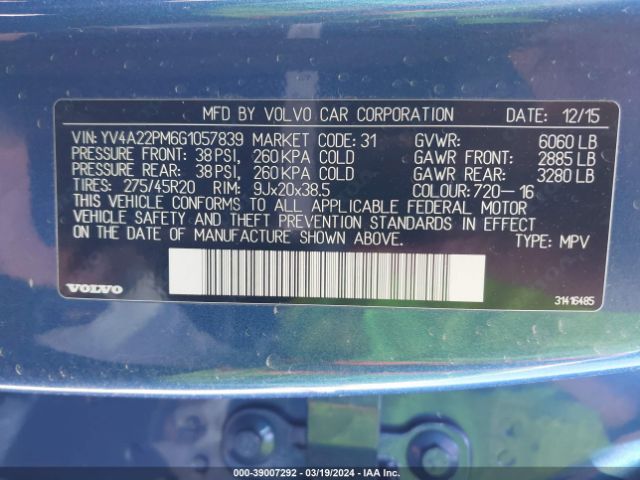 MFD BY VOLVO CAR CORPORATION DATE: 12/15
VIN: YV4A22PM6G1057839 MARKET CODE: 31 GVWR: 6060 LB
PRESSURE FRONT: 38 PSI, 260 KPA COLD GAWR FRONT: 2885 LB
PRESSURE REAR: 38 PSI, 260 KPA COLD GAWR REAR: 3280 LB
TIRES: 275/45R20 RIM: 9Jx20x38.5 COLOUR: 720-16
THIS VEHICLE CONFORMS TO ALL APPLICABLE FEDERAL MOTOR
VEHICLE SAFETY AND THEFT PREVENTION STANDARDS IN EFFECT
ON THE DATE OF MANUFACTURE SHOWN ABOVE. TYPE: MPV
VOLVO 31416485
000-39007292 - 03/19/2024 - IAA Inc.